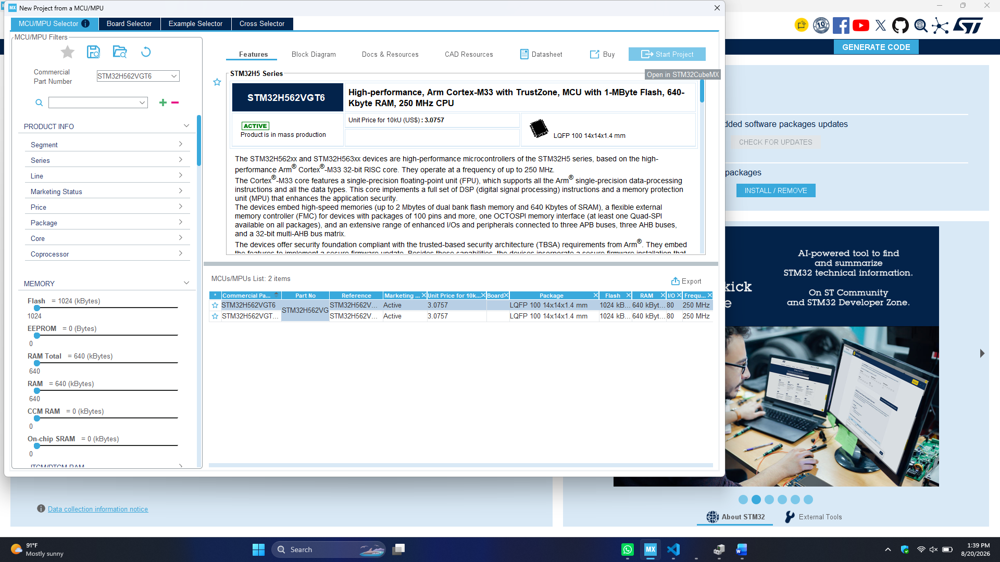 New Project from a MCU/MPU
MCU/MPU Selector
Board Selector
Example Selector
Cross Selector
MCU/MPU Filters
Commercial
Part Number
STM32H562VGT6
PRODUCT INFO
Segment
Series
Line
Marketing Status
Price
Package
Core
Coprocessor
MEMORY
Flash = 1024 (kBytes)
1024
EEPROM = 0 (Bytes)
0
RAM Total = 640 (kBytes)
640
RAM = 640 (kBytes)
640
CCM RAM = 0 (kBytes)
0
On-chip SRAM = 0 (kBytes)
0
ITCM/DTCM RAM
Features
Block Diagram
Docs & Resources
CAD Resources
Datasheet
Buy
Start Project
Open in STM32CubeMX
STM32H5 Series
STM32H562VGT6
High-performance, Arm Cortex-M33 with TrustZone, MCU with 1-MByte Flash, 640-
Kbyte RAM, 250 MHz CPU
ACTIVE
Product is in mass production
Unit Price for 10kU (US$) : 3.0757
LQFP 100 14x14x1.4 mm
The STM32H562xx and STM32H563xx devices are high-performance microcontrollers of the STM32H5 series, based on the high-
performance Arm® Cortex®-M33 32-bit RISC core. They operate at a frequency of up to 250 MHz.
The Cortex®-M33 core features a single-precision floating-point unit (FPU), which supports all the Arm® single-precision data-processing
instructions and all the data types. This core implements a full set of DSP (digital signal processing) instructions and a memory protection
unit (MPU) that enhances the application security.
The devices embed high-speed memories (up to 2 Mbytes of dual bank flash memory and 640 Kbytes of SRAM), a flexible external
memory controller (FMC) for devices with packages of 100 pins and more, one OCTOSPI memory interface (at least one Quad-SPI
available on all packages), and an extensive range of enhanced I/Os and peripherals connected to three APB buses, three AHB buses,
and a 32-bit multi-AHB bus matrix.
The devices offer security foundation compliant with the trusted-based security architecture (TBSA) requirements from Arm®. They embed
the features to implement a secure firmware update. Besides these capabilities, the devices incorporate a secure firmware installation that
MCUs/MPUs List: 2 items
Export
* Commercial Pa... Part No Reference Marketing ... Unit Price for 10k... Board Package Flash RAM I/O Frequ...
STM32H562VGT6 STM32H562VG STM32H562V... Active 3.0757 LQFP 100 14x14x1.4 mm 1024 kB... 640 kByt... 80 250 MHz
STM32H562VGT... STM32H562V... Active 3.0757 LQFP 100 14x14x1.4 mm 1024 kB... 640 kByt... 80 250 MHz
10
ST
GENERATE CODE
dded software packages updates
CHECK FOR UPDATES
packages
INSTALL / REMOVE
AI-powered tool to find
and summarize
STM32 technical information.
On ST Community
and STM32 Developer Zone.
kick
e
Data collection information notice
About STM32
External Tools
91°F
Mostly sunny
Search
MX
1:39 PM
8/20/2026